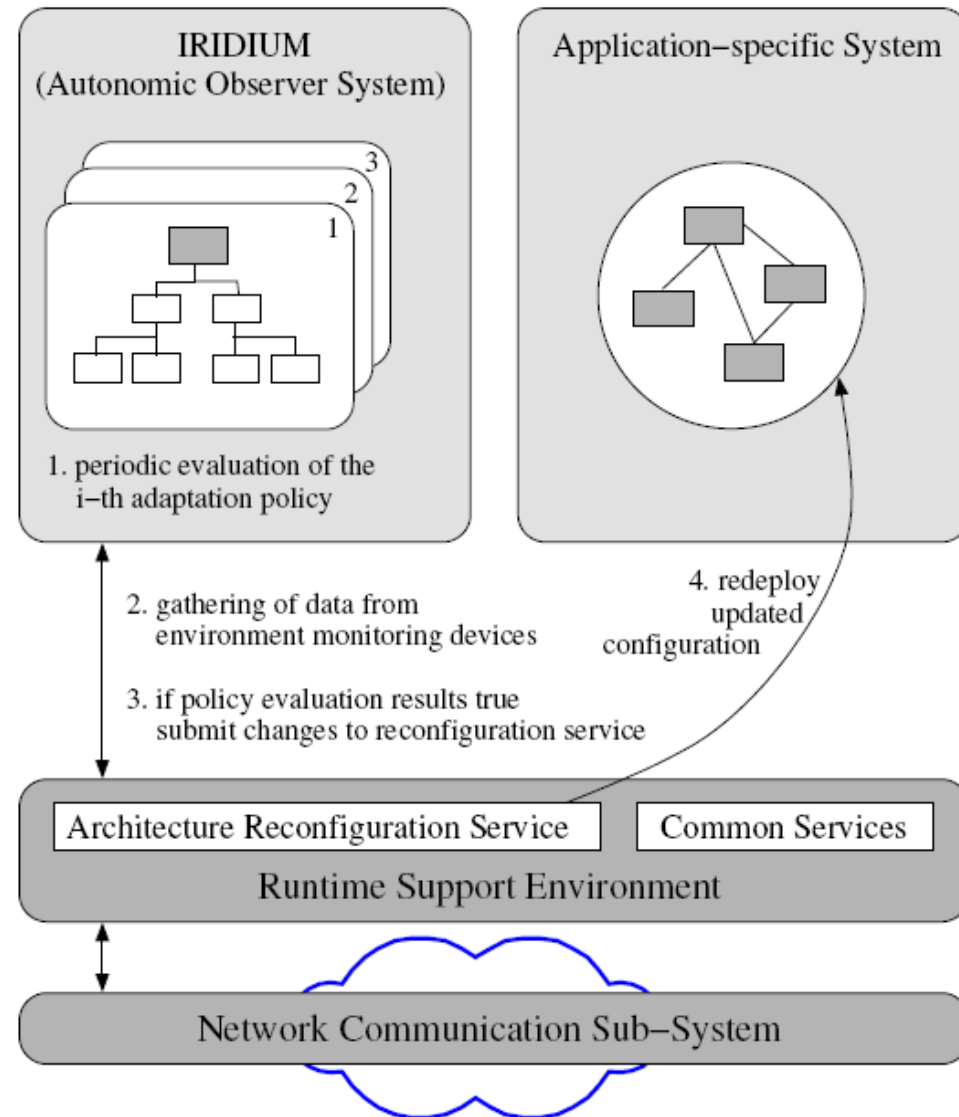 IRIDIUM
(Autonomic Observer System)
3
2
1
1. periodic evaluation of the
i−th adaptation policy
Application−specific System
2. gathering of data from
environment monitoring devices
3. if policy evaluation results true
submit changes to reconfiguration service
4. redeploy
updated
configuration
Architecture Reconfiguration Service
Common Services
Runtime Support Environment
Network Communication Sub−System